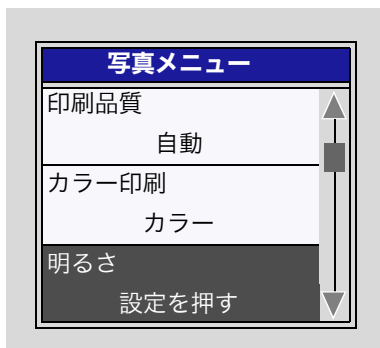 写真メニュー
印刷品質
自動
カラー印刷
カラー
明るさ
設定を押す